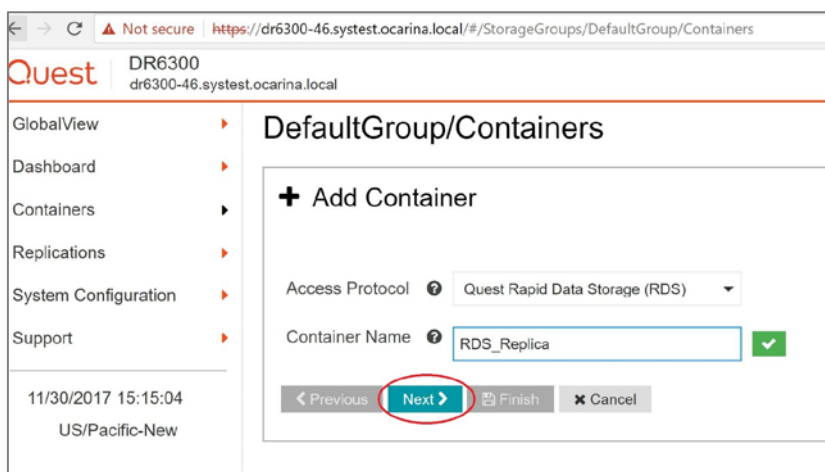 Not secure https://dr6300-46.systest.ocarina.local/#/StorageGroups/DefaultGroup/Containers
Quest
DR6300
dr6300-46.systest.ocarina.local
GlobalView
Dashboard
Containers
Replications
System Configuration
Support
11/30/2017 15:15:04
US/Pacific-New
DefaultGroup/Containers
Add Container
Access Protocol Quest Rapid Data Storage (RDS)
Container Name RDS_Replica
Previous Next Finish Cancel